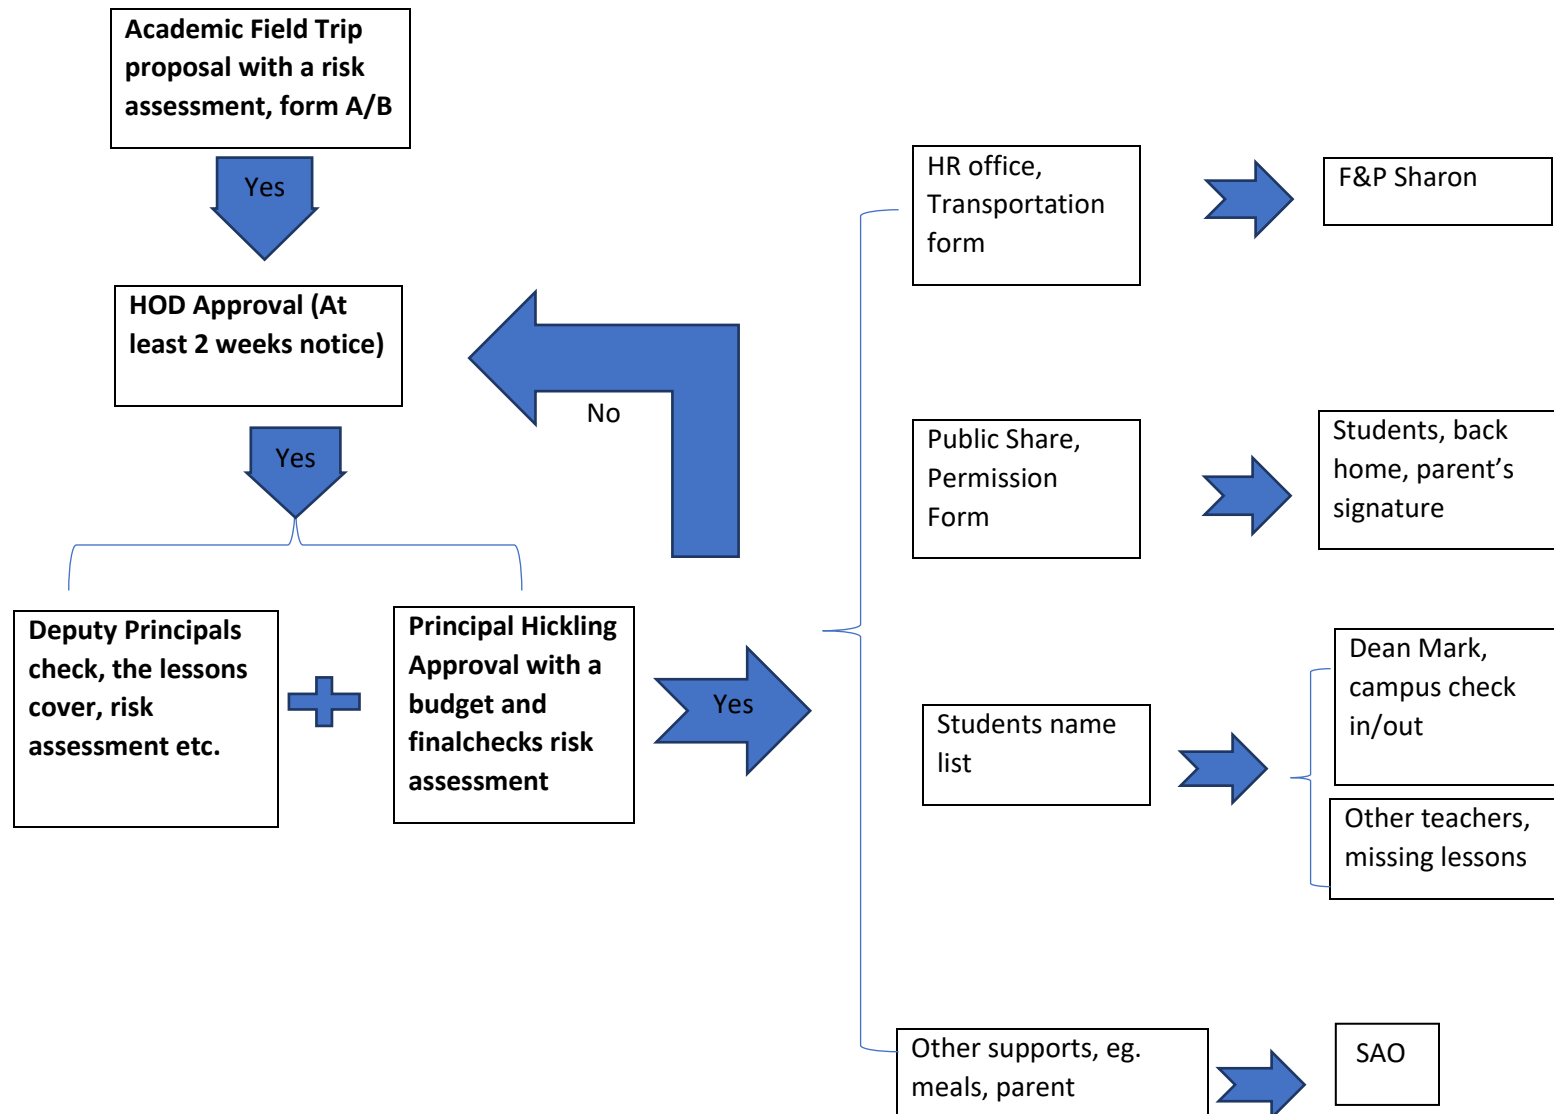 Academic Field Trip
proposal with a risk
assessment, form A/B
Yes
HOD Approval (At
least 2 weeks notice)
No
Yes
Deputy Principals
check, the lessons
cover, risk
assessment etc.
Principal Hickling
Approval with a
budget and
finalchecks risk
assessment
Yes
HR office,
Transportation
form
F&P Sharon
Public Share,
Permission
Form
Students, back
home, parent’s
signature
Students name
list
Dean Mark,
campus check
in/out
Other teachers,
missing lessons
Other supports, eg.
meals, parent
SAO